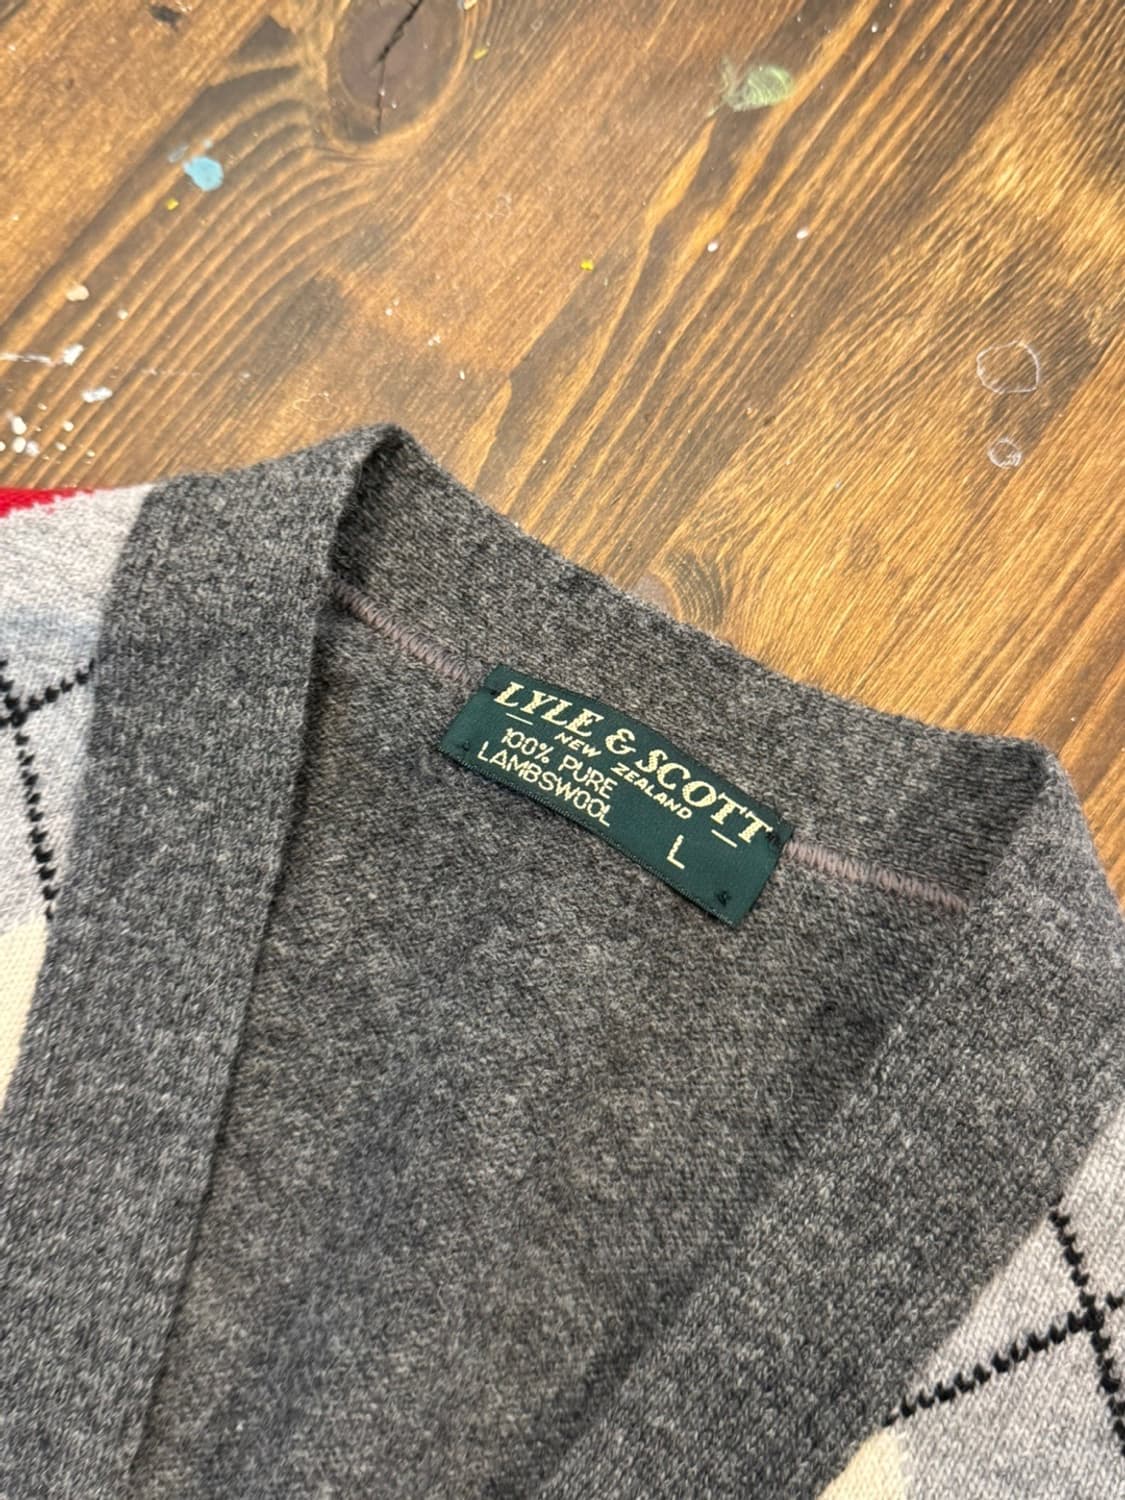 LYLE & SCOTT
NEW ZEALAND
100% PURE
LAMBSWOOL
L